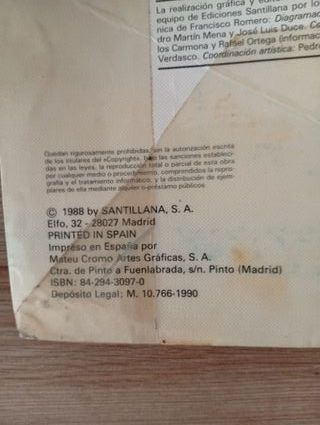 La realización gráfica y
equipo de Ediciones Santillana por lo
nica de Francisco Romero: Diagramac
dro Martín Mena y José Luis Duce. Co
los Carmona y Rafael Ortega (informac
Verdasco. Coordinación artística: Pedr
Quedan rigurosamente prohibidas, sin la autorización escrita
de los titulares del «Copyright», bajo las sanciones estableci-
das en las leyes, la reproducción total o parcial de esta obra
por cualquier medio o procedimiento, comprendidos la repro-
grafía y el tratamiento informático, y la distribución de ejem-
plares de ella mediante alquiler o préstamo públicos.
© 1988 by SANTILLANA, S. A.
Elfo, 32 - 28027 Madrid
PRINTED IN SPAIN
Impreso en España por
Mateu Cromo Artes Gráficas, S. A.
Ctra. de Pinto a Fuenlabrada, s/n. Pinto (Madrid)
ISBN: 84-294-3097-0
Depósito Legal: M. 10.766-1990